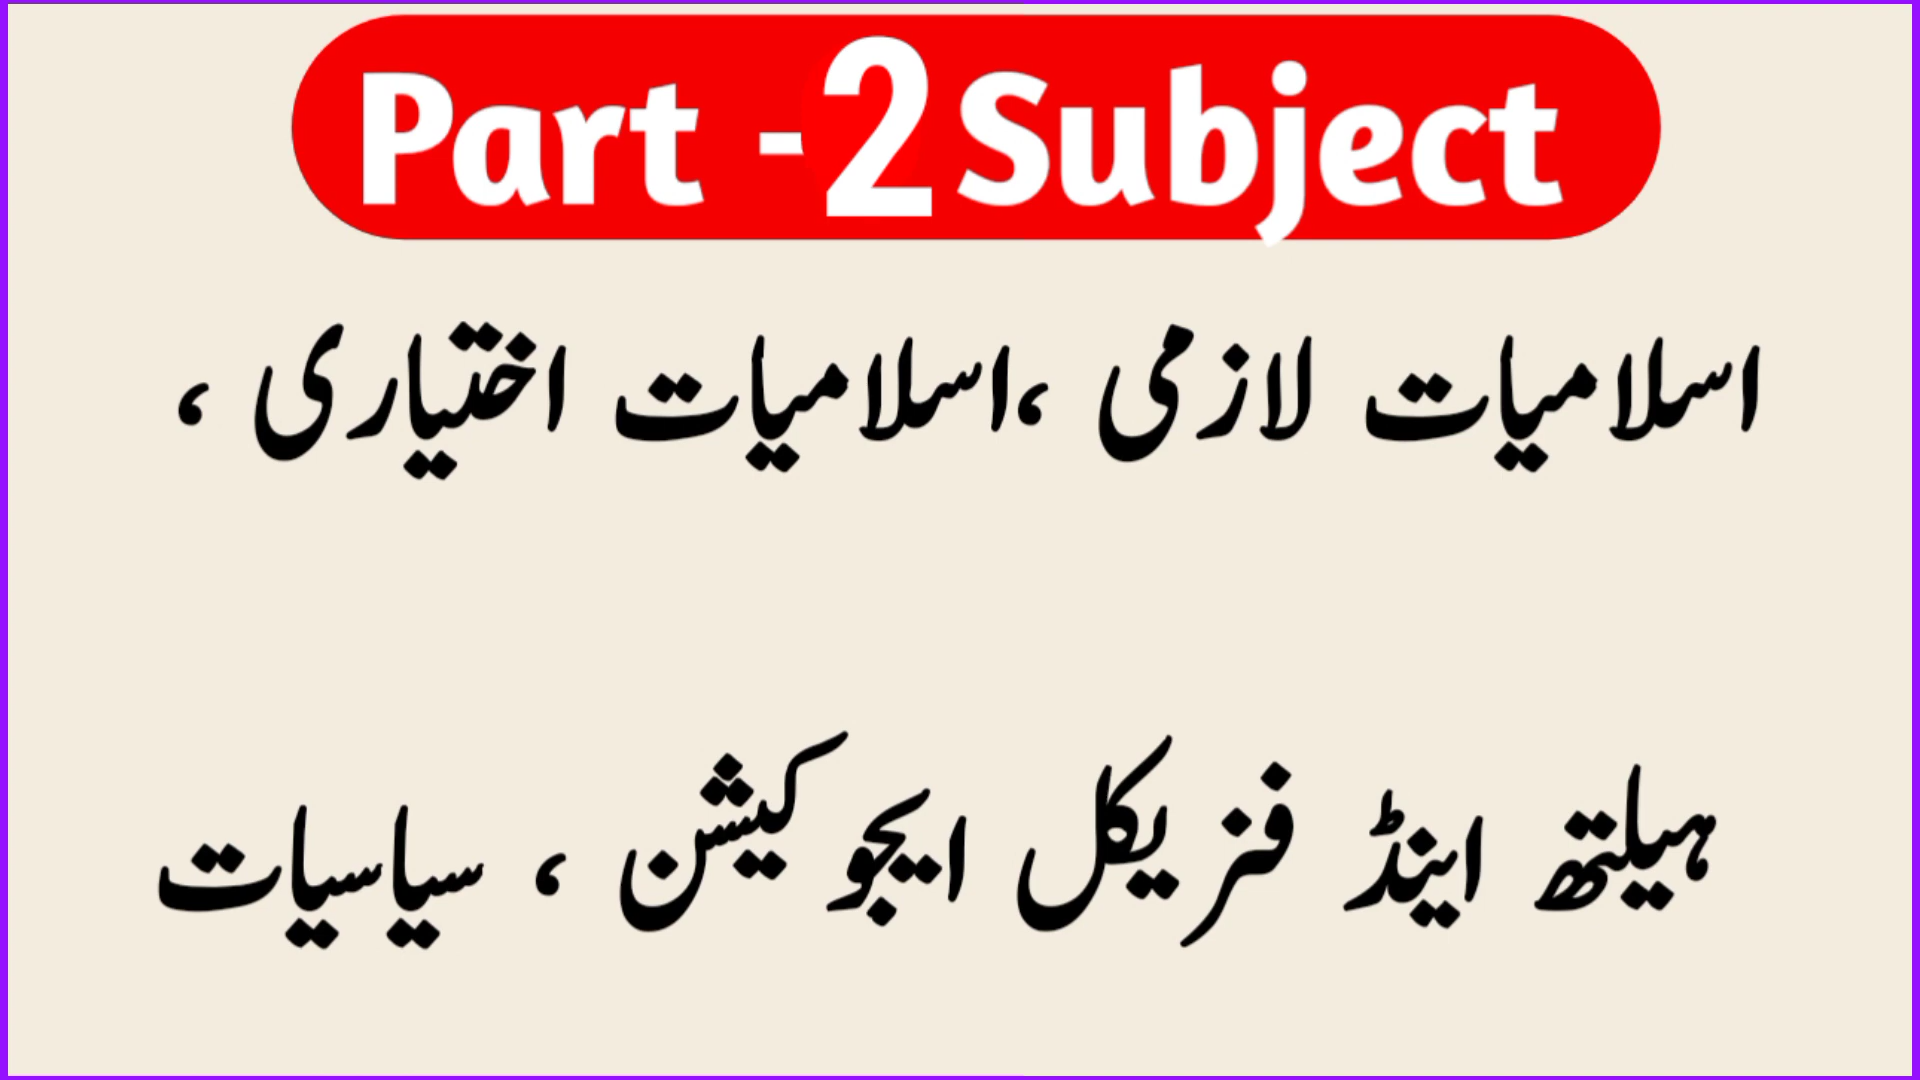 Part -2 Subject
اسلامیات لازمی ،اسلامیات اختیاری ،
ہیلتھ اینڈ فزیکل ایجوکیشن ، سیاسیات